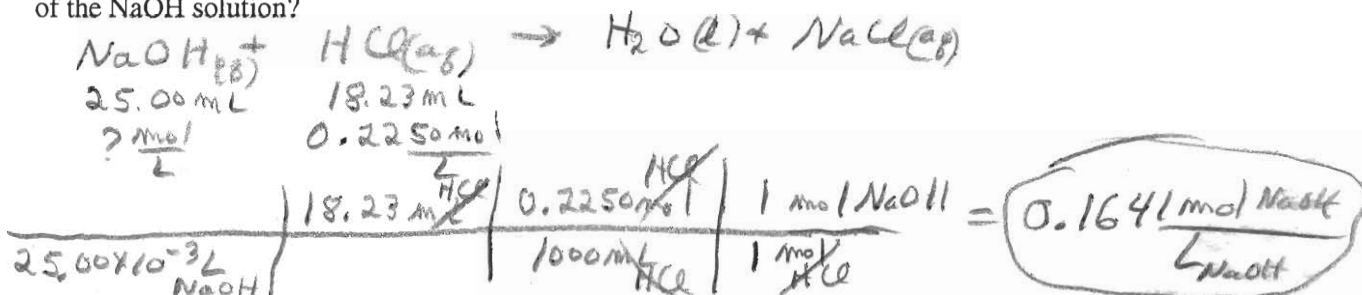 of the NaOH solution?
NaOH(aq) + HCl(aq) → H2O(l) + NaCl(aq)
25.00 mL 18.23 mL
? mol/L 0.2250 mol/L
18.23 mL HCl | 0.2250 mol HCl | 1 mol NaOH = 0.1641 mol NaOH
25.00×10⁻³ L NaOH | 1000 mL HCl | 1 mol HCl L NaOH